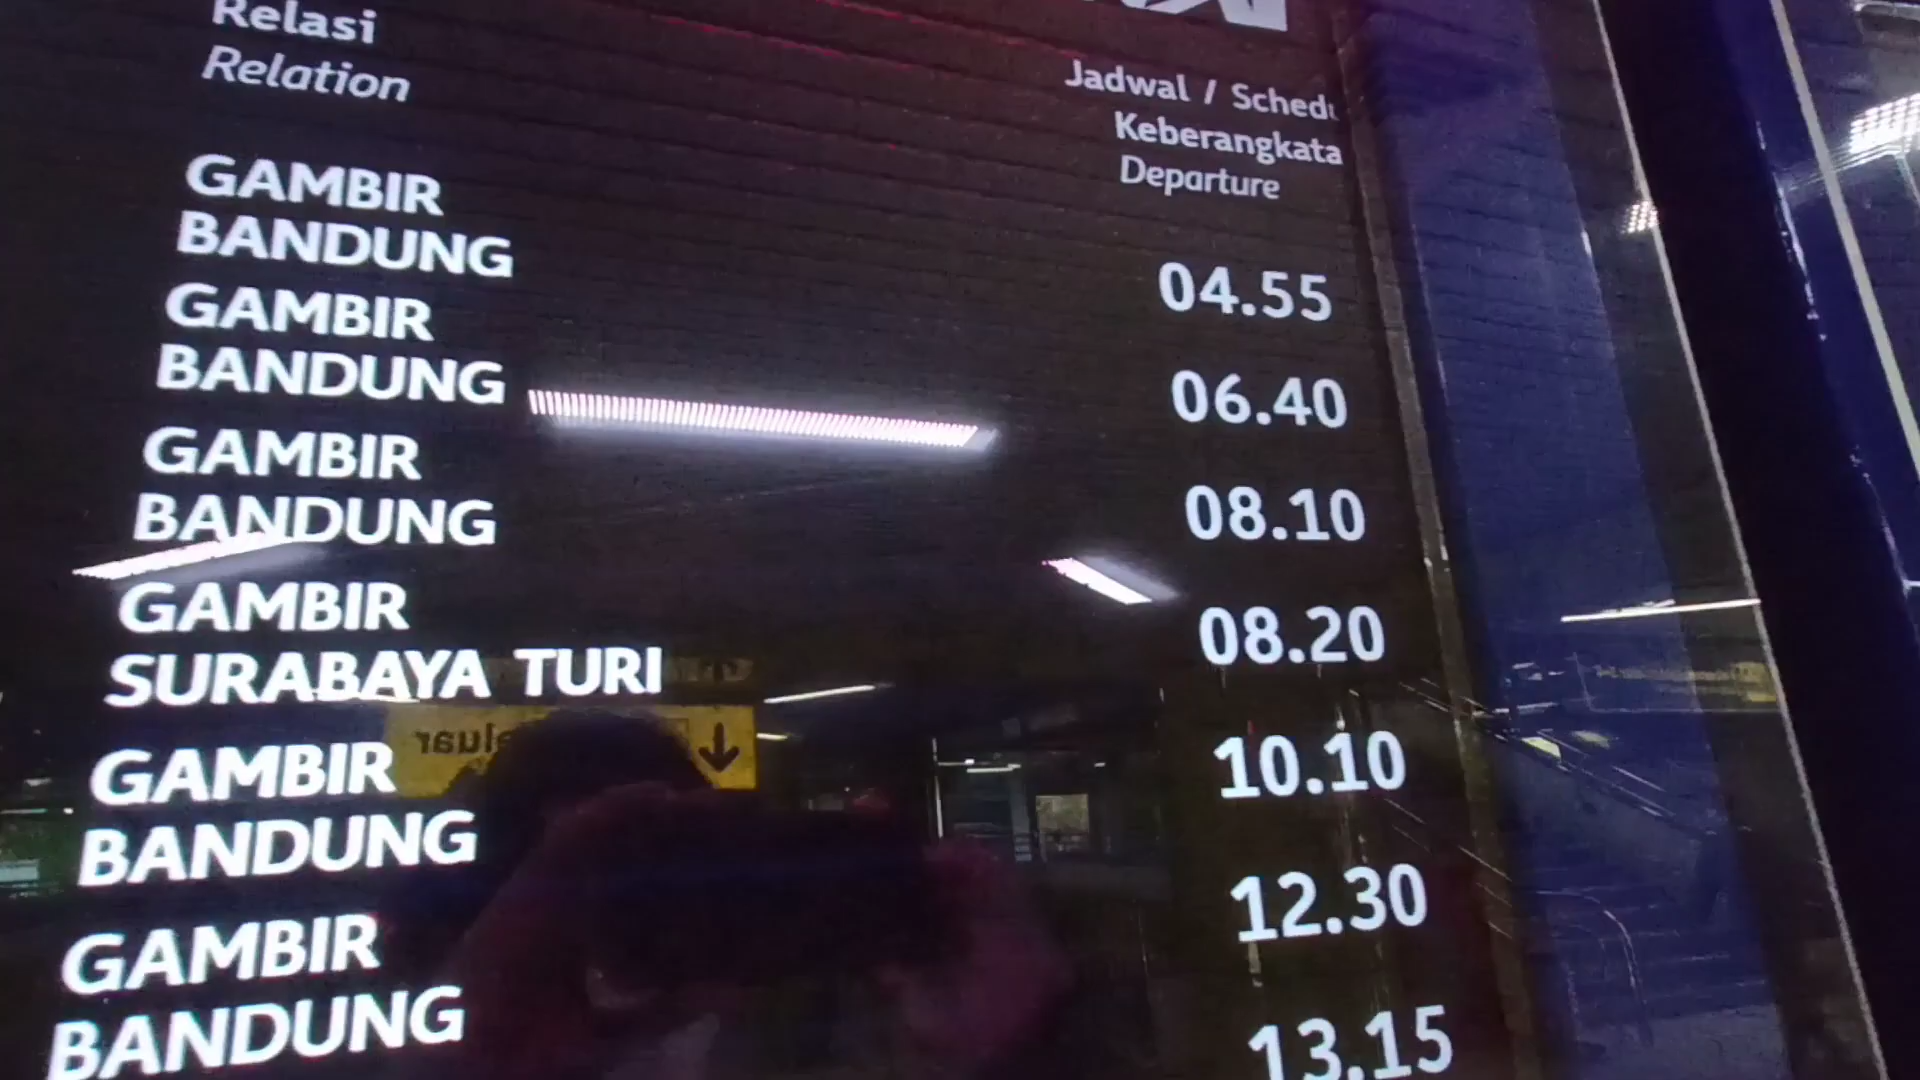 Relasi
Relation
Jadwal / Schedu
Keberangkata
Departure
GAMBIR
BANDUNG
04.55
GAMBIR
BANDUNG
06.40
GAMBIR
BANDUNG
08.10
GAMBIR
SURABAYA TURI
08.20
GAMBIR
BANDUNG
10.10
GAMBIR
BANDUNG
12.30
13.15